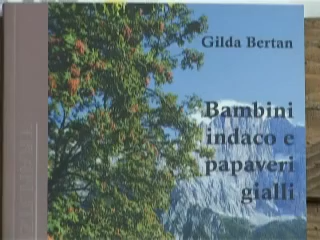 Gilda Bertan
Bambini
indaco e
papaveri
gialli